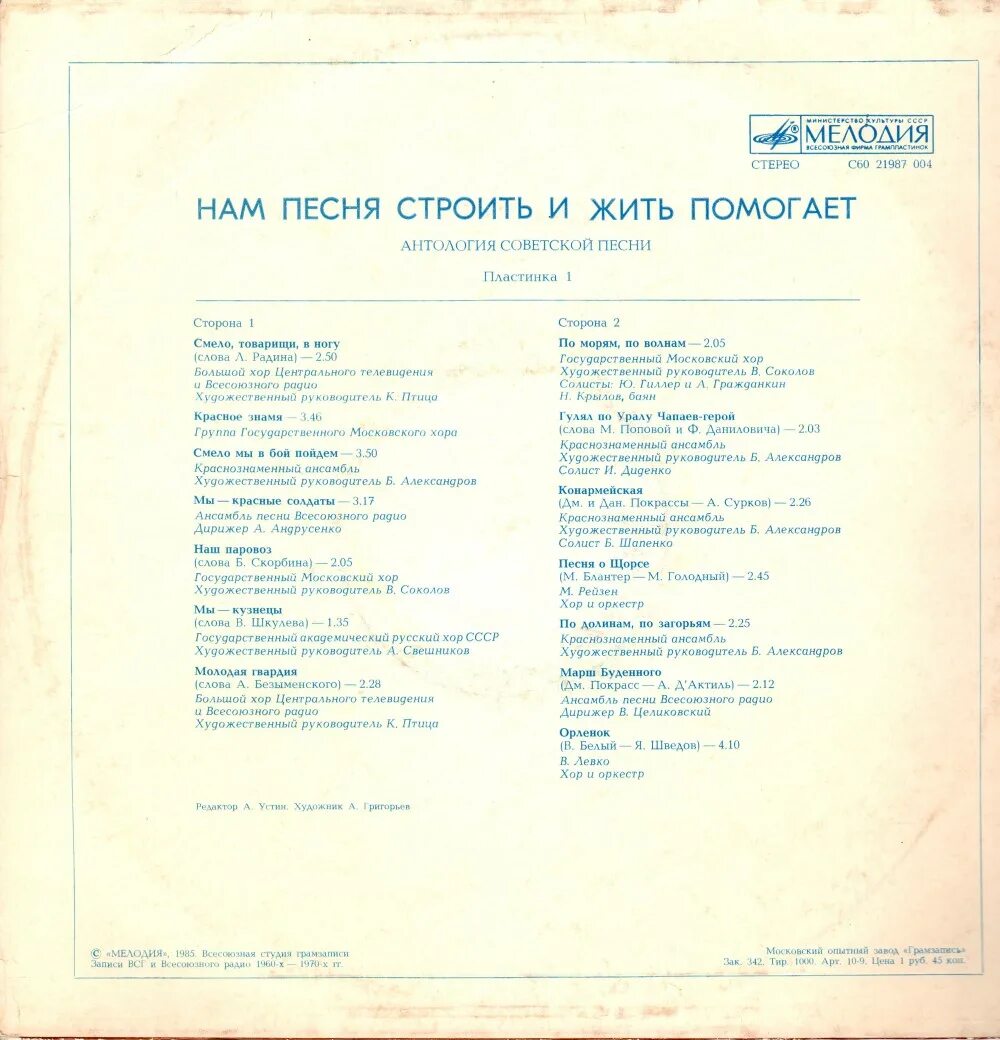 МИНИСТЕРСТВО КУЛЬТУРЫ СССР
МЕЛОДИЯ
ВСЕСОЮЗНАЯ ФИРМА ГРАМПЛАСТИНОК
СТЕРЕО С60 21987 004
НАМ ПЕСНЯ СТРОИТЬ И ЖИТЬ ПОМОГАЕТ
АНТОЛОГИЯ СОВЕТСКОЙ ПЕСНИ
Пластинка 1
Сторона 1
Смело, товарищи, в ногу
(слова Л. Радина) — 2.50
Большой хор Центрального телевидения
и Всесоюзного радио
Художественный руководитель К. Птица
Красное знамя — 3.46
Группа Государственного Московского хора
Смело мы в бой пойдем — 3.50
Краснознаменный ансамбль
Художественный руководитель Б. Александров
Мы — красные солдаты — 3.17
Ансамбль песни Всесоюзного радио
Дирижер А. Андрусенко
Наш паровоз
(слова Б. Скорбина) — 2.05
Государственный Московский хор
Художественный руководитель В. Соколов
Мы — кузнецы
(слова В. Шкулева) — 1.35
Государственный академический русский хор СССР
Художественный руководитель А. Свешников
Молодая гвардия
(слова А. Безыменского) — 2.28
Большой хор Центрального телевидения
и Всесоюзного радио
Художественный руководитель К. Птица
Сторона 2
По морям, по волнам — 2.05
Государственный Московский хор
Художественный руководитель В. Соколов
Солисты: Ю. Гиллер и Л. Гражданкин
Н. Крылов, баян
Гулял по Уралу Чапаев-герой
(слова М. Поповой и Ф. Даниловича) — 2.03
Краснознаменный ансамбль
Художественный руководитель Б. Александров
Солист И. Диденко
Конармейская
(Дм. и Дан. Покрассы — А. Сурков) — 2.26
Краснознаменный ансамбль
Художественный руководитель Б. Александров
Солист Б. Шапенко
Песня о Щорсе
(М. Блантер — М. Голодный) — 2.45
М. Рейзен
Хор и оркестр
По долинам, по загорьям — 2.25
Краснознаменный ансамбль
Художественный руководитель Б. Александров
Марш Буденного
(Дм. Покрасс — А. Д'Актиль) — 2.12
Ансамбль песни Всесоюзного радио
Дирижер В. Целиковский
Орленок
(В. Белый — Я. Шведов) — 4.10
В. Левко
Хор и оркестр
Редактор А. Устин. Художник А. Григорьев
© «МЕЛОДИЯ», 1985. Всесоюзная студия грамзаписи
Записи ВСГ и Всесоюзного радио 1960-х — 1970-х гг.
Московский опытный завод «Грамзапись»
Зак. 342. Тир. 1000. Арт. 10-9. Цена 1 руб. 45 коп.